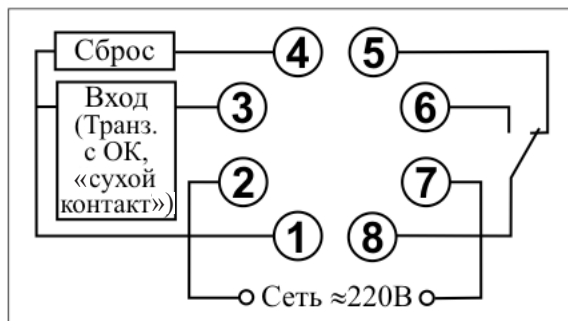 Сброс
4
5
Вход
(Транз.
с ОК,
«сухой
контакт»)
3
6
2
7
1
8
Сеть ≈220В